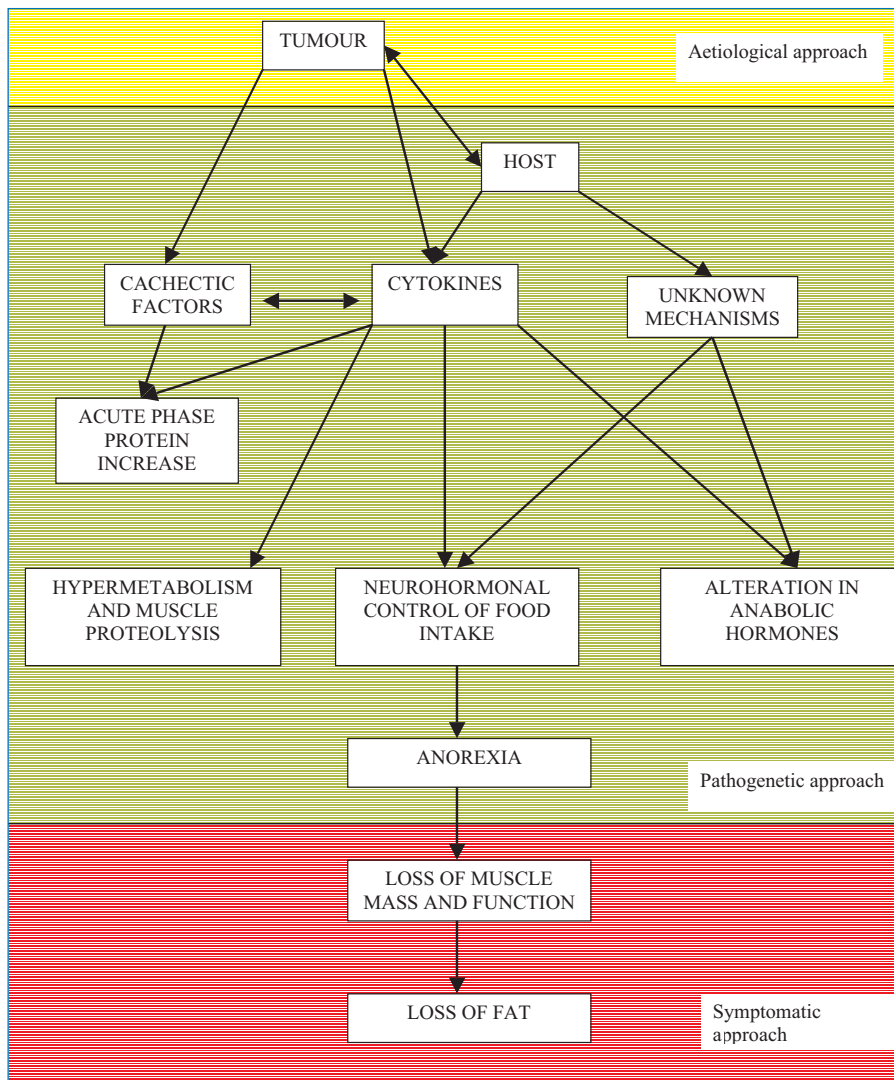 TUMOUR
Aetiological approach
HOST
CACHECTIC
FACTORS
CYTOKINES
UNKNOWN
MECHANISMS
ACUTE PHASE
PROTEIN
INCREASE
HYPERMETABOLISM
AND MUSCLE
PROTEOLYSIS
NEUROHORMONAL
CONTROL OF FOOD
INTAKE
ALTERATION IN
ANABOLIC
HORMONES
ANOREXIA
Pathogenetic approach
LOSS OF MUSCLE
MASS AND FUNCTION
LOSS OF FAT
Symptomatic
approach